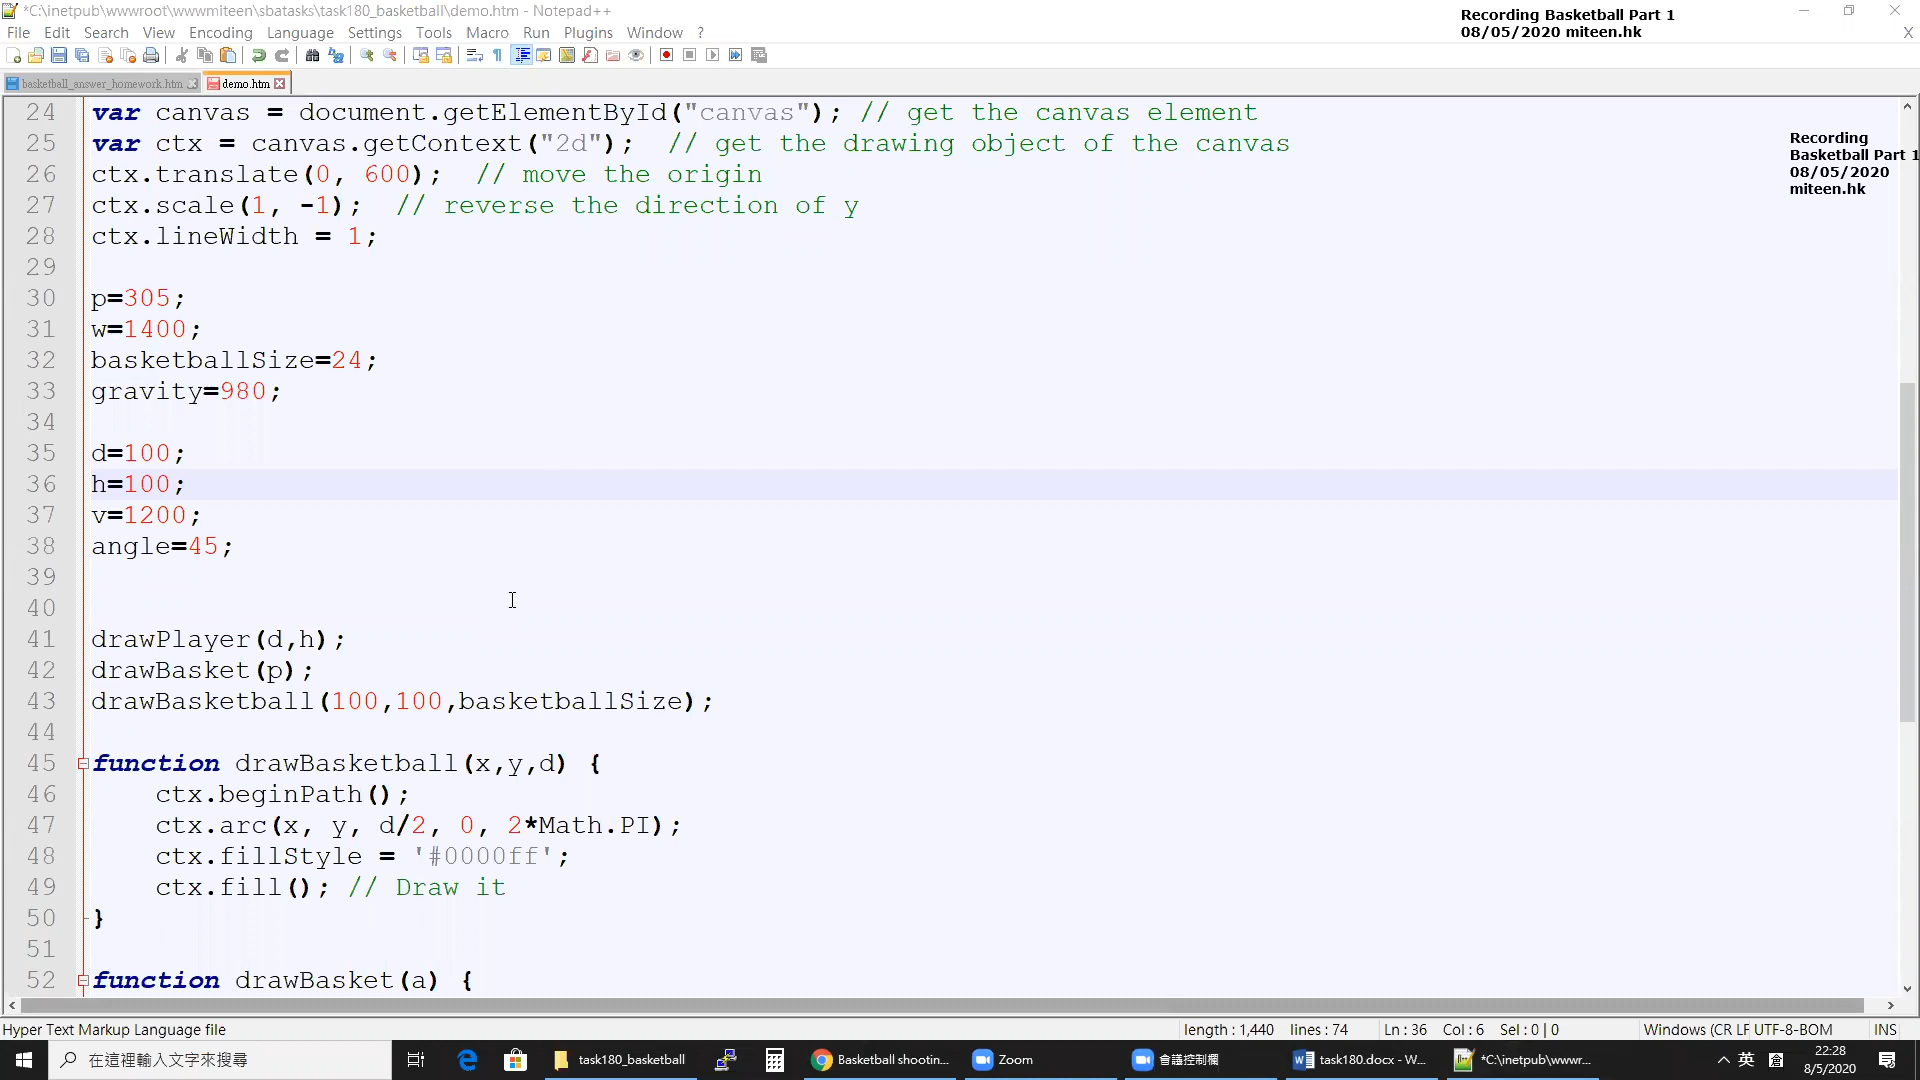 *C:\inetpub\wwwroot\wwwmiteen\sbatasks\task180_basketball\demo.htm - Notepad++
Recording Basketball Part 1
08/05/2020 miteen.hk
File Edit Search View Encoding Language Settings Tools Macro Run Plugins Window ? X
basketball_answer_homework.htm demo.htm
24 var canvas = document.getElementById("canvas"); // get the canvas element
25 var ctx = canvas.getContext("2d"); // get the drawing object of the canvas
26 ctx.translate(0, 600); // move the origin
27 ctx.scale(1, -1); // reverse the direction of y
28 ctx.lineWidth = 1;
29
30 p=305;
31 w=1400;
32 basketballSize=24;
33 gravity=980;
34
35 d=100;
36 h=100;
37 v=1200;
38 angle=45;
39
40
41 drawPlayer(d,h);
42 drawBasket(p);
43 drawBasketball(100,100,basketballSize);
44
45 function drawBasketball(x,y,d) {
46 ctx.beginPath();
47 ctx.arc(x, y, d/2, 0, 2*Math.PI);
48 ctx.fillStyle = '#0000ff';
49 ctx.fill(); // Draw it
50 }
51
52 function drawBasket(a) {
Recording
Basketball Part 1
08/05/2020
miteen.hk
Hyper Text Markup Language file length : 1,440 lines : 74 Ln : 36 Col : 6 Sel : 0 | 0 Windows (CR LF UTF-8-BOM INS
在這裡輸入文字來搜尋 task180_basketball Basketball shootin... Zoom 會議控制欄 task180.docx - W... *C:\inetpub\wwwr... 英 倉 22:28
8/5/2020